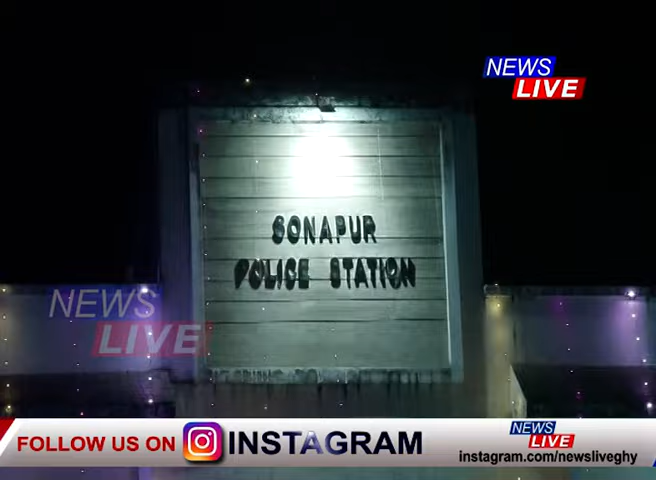 NEWS
LIVE
SONAPUR
POLICE STATION
NEWS
LIVE
FOLLOW US ON INSTAGRAM
NEWS
LIVE
instagram.com/newsliveghy